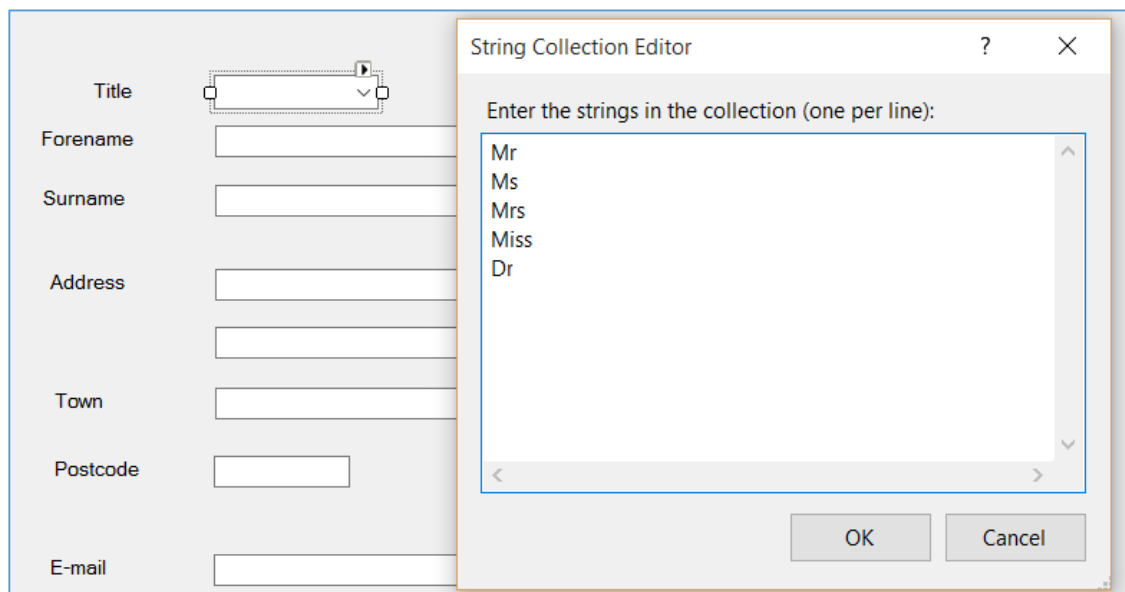 Title
Forename
Surname
Address
Town
Postcode
E-mail
String Collection Editor
?
Enter the strings in the collection (one per line):
Mr
Ms
Mrs
Miss
Dr
OK
Cancel